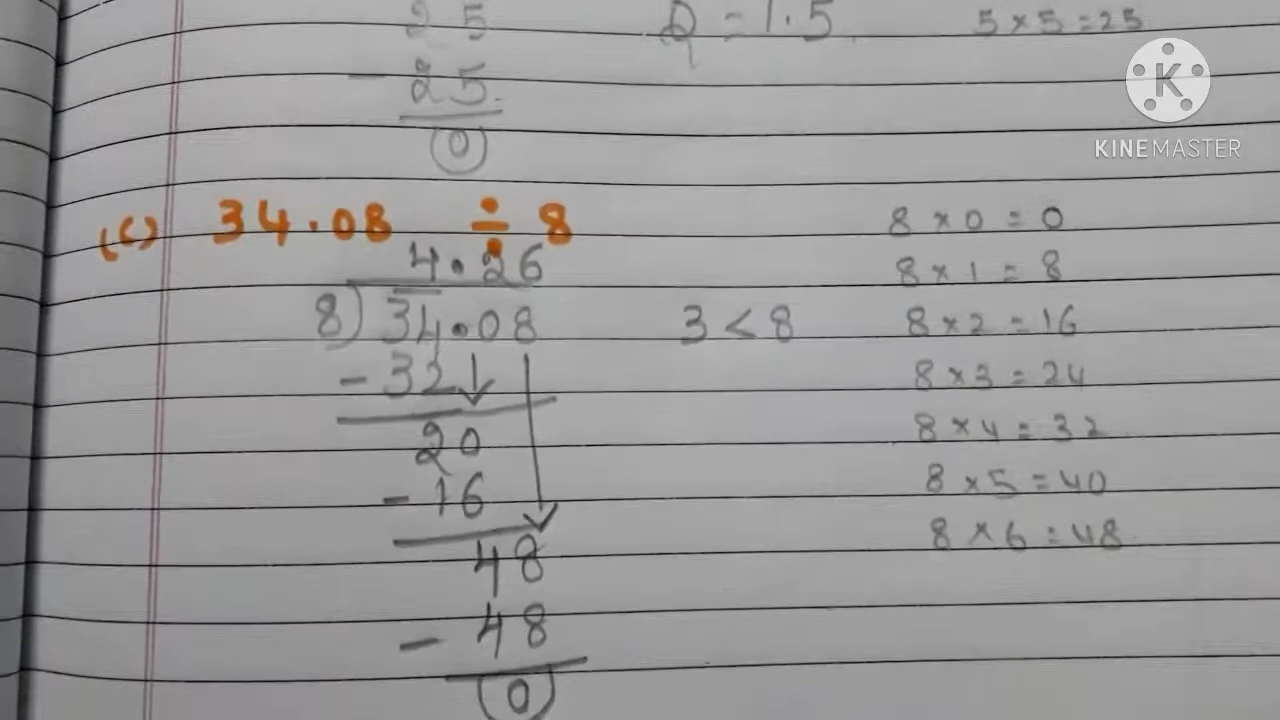 25 Q = 1.5 5 × 5 = 25
- 25
0
KINEMASTER
(C) 34.08 ÷ 8 8 × 0 = 0
4.26 8 × 1 = 8
8)34.08 3 < 8 8 × 2 = 16
- 32 8 × 3 = 24
20 8 × 4 = 32
- 16 8 × 5 = 40
48 8 × 6 = 48
- 48
0